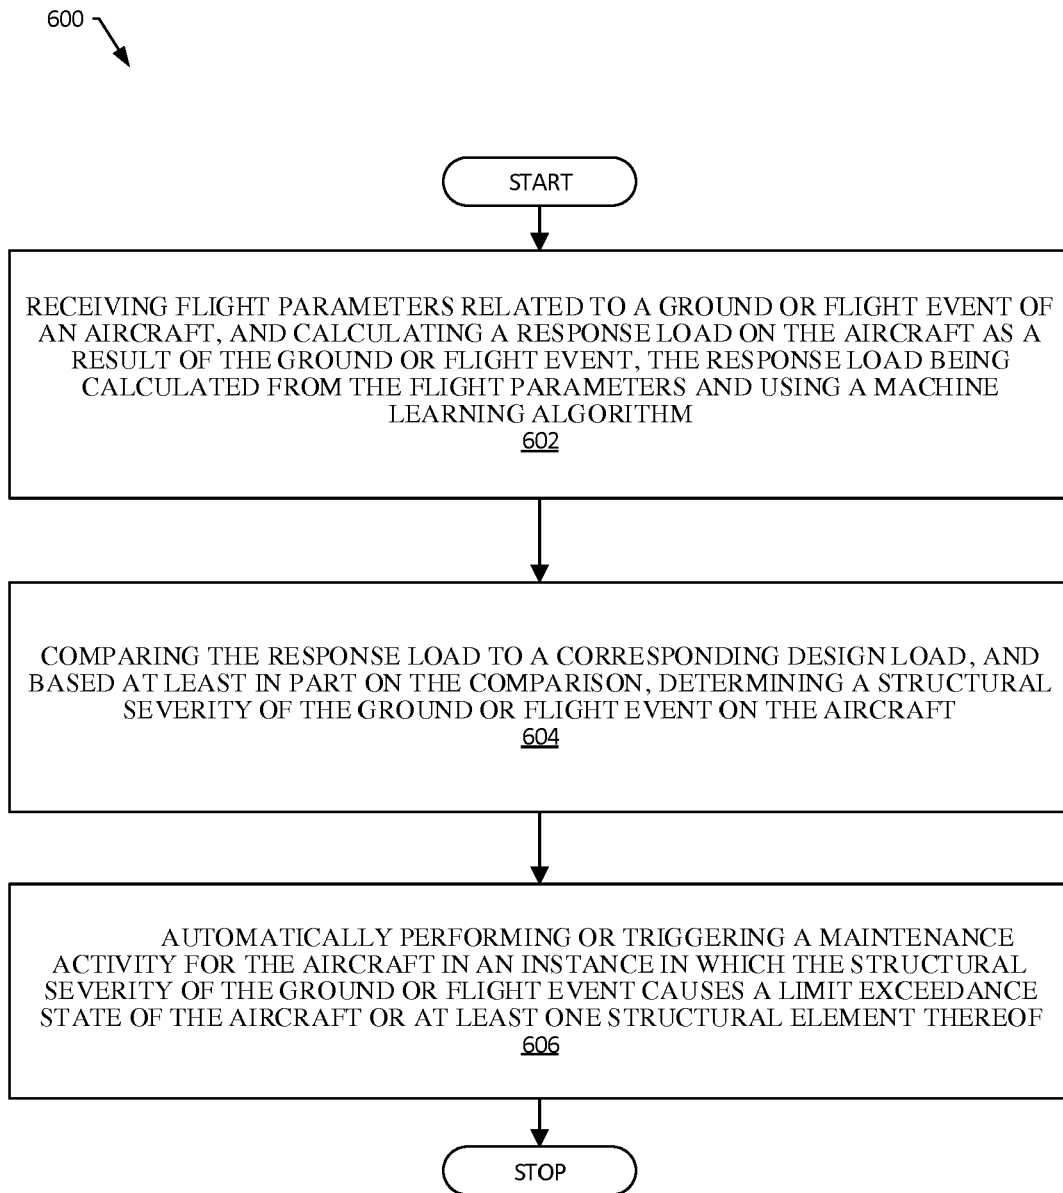 600
START
RECEIVING FLIGHT PARAMETERS RELATED TO A GROUND OR FLIGHT EVENT OF
AN AIRCRAFT, AND CALCULATING A RESPONSE LOAD ON THE AIRCRAFT AS A
RESULT OF THE GROUND OR FLIGHT EVENT, THE RESPONSE LOAD BEING
CALCULATED FROM THE FLIGHT PARAMETERS AND USING A MACHINE
LEARNING ALGORITHM
602
COMPARING THE RESPONSE LOAD TO A CORRESPONDING DESIGN LOAD, AND
BASED AT LEAST IN PART ON THE COMPARISON, DETERMINING A STRUCTURAL
SEVERITY OF THE GROUND OR FLIGHT EVENT ON THE AIRCRAFT
604
AUTOMATICALLY PERFORMING OR TRIGGERING A MAINTENANCE
ACTIVITY FOR THE AIRCRAFT IN AN INSTANCE IN WHICH THE STRUCTURAL
SEVERITY OF THE GROUND OR FLIGHT EVENT CAUSES A LIMIT EXCEEDANCE
STATE OF THE AIRCRAFT OR AT LEAST ONE STRUCTURAL ELEMENT THEREOF
606
STOP